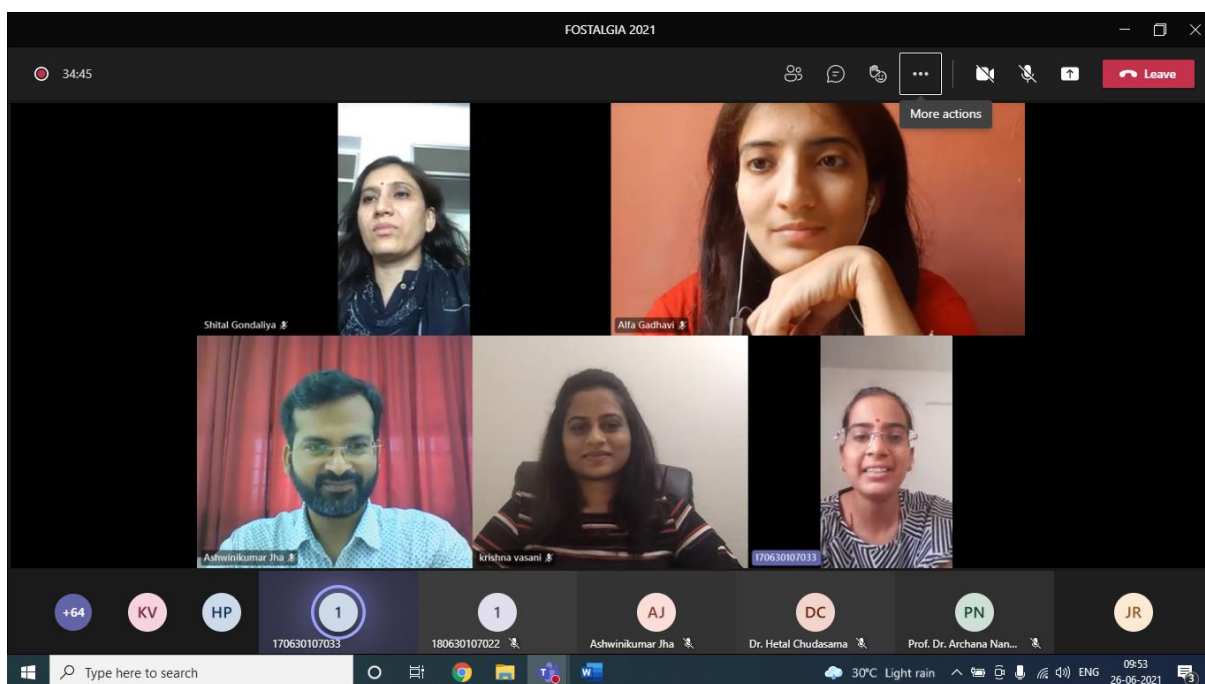 FOSTALGIA 2021
34:45
Leave
More actions
Shital Gondaliya
Alfa Gadhavi
Ashwinikumar Jha
krishna vasani
170630107033
+64
KV
HP
1
1
AJ
DC
PN
JR
170630107033
180630107022
Ashwinikumar Jha
Dr. Hetal Chudasama
Prof. Dr. Archana Nan...
Type here to search
30°C Light rain
ENG
09:53
26-06-2021
3